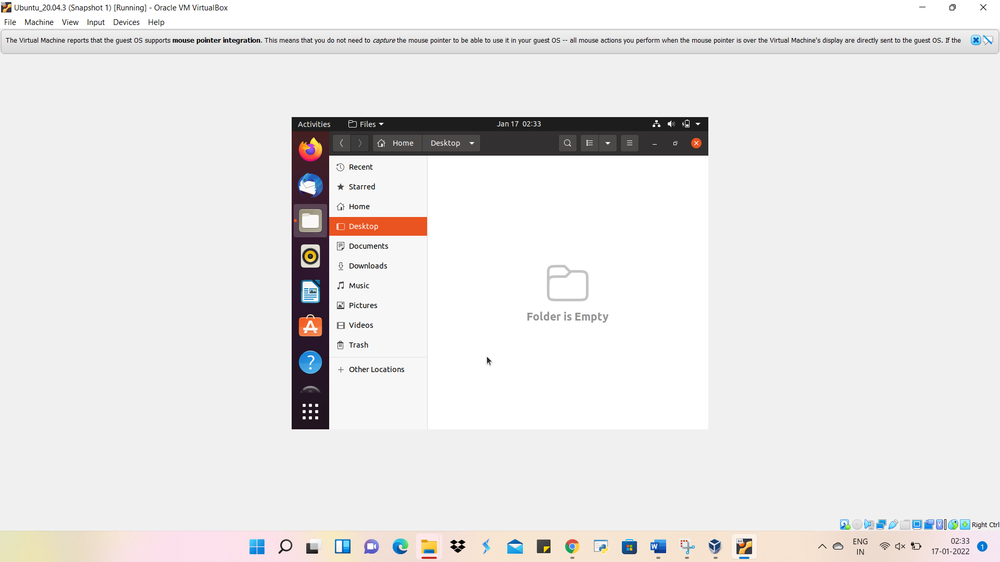 Ubuntu_20.04.3 (Snapshot 1) [Running] - Oracle VM VirtualBox
File Machine View Input Devices Help
The Virtual Machine reports that the guest OS supports mouse pointer integration. This means that you do not need to capture the mouse pointer to be able to use it in your guest OS -- all mouse actions you perform when the mouse pointer is over the Virtual Machine's display are directly sent to the guest OS. If the
Activities Files Jan 17 02:33
Home Desktop
Recent
Starred
Home
Desktop
Documents
Downloads
Music
Pictures
Videos
Trash
Other Locations
Folder is Empty
Right Ctrl
64
ENG
IN
02:33
17-01-2022
1